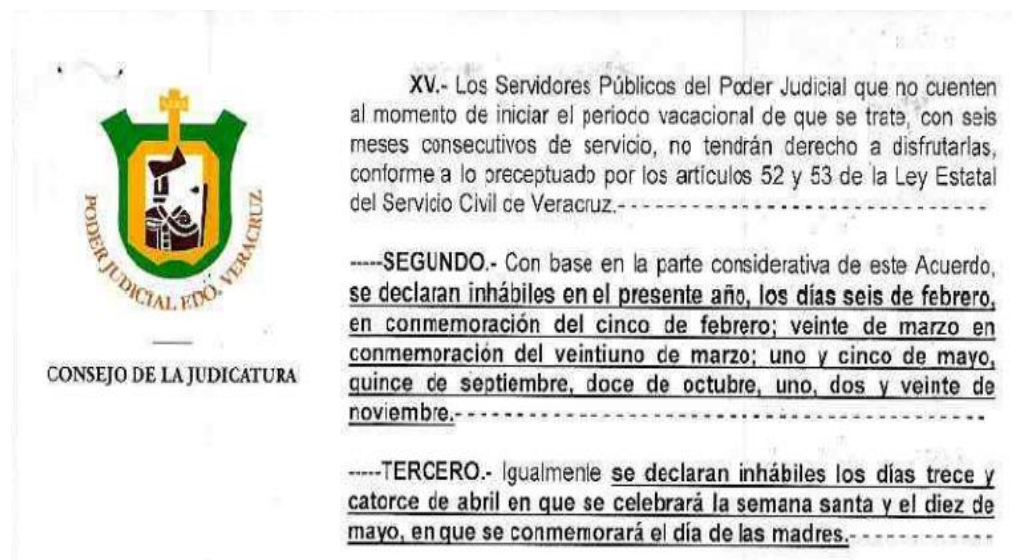 XV.- Los Servidores Públicos del Poder Judicial que no cuenten
al momento de iniciar el periodo vacacional de que se trate, con seis
meses consecutivos de servicio, no tendrán derecho a disfrutarlas,
conforme a lo preceptuado por los artículos 52 y 53 de la Ley Estatal
del Servicio Civil de Veracruz.- - - - - - - - - - - - - - - - - - - - - - - - - - - - - - -
-----SEGUNDO.- Con base en la parte considerativa de este Acuerdo,
se declaran inhábiles en el presente año, los días seis de febrero,
en conmemoración del cinco de febrero; veinte de marzo en
conmemoración del veintiuno de marzo; uno y cinco de mayo,
quince de septiembre, doce de octubre, uno, dos y veinte de
noviembre.- - - - - - - - - - - - - - - - - - - - - - - - - - - - - - - - - - - - - - - - - - -
-----TERCERO.- Igualmente se declaran inhábiles los días trece y
catorce de abril en que se celebrará la semana santa y el diez de
mayo, en que se conmemorará el día de las madres.- - - - - - - - - - - -
PODER JUDICIAL EDO. VERACRUZ
CONSEJO DE LA JUDICATURA